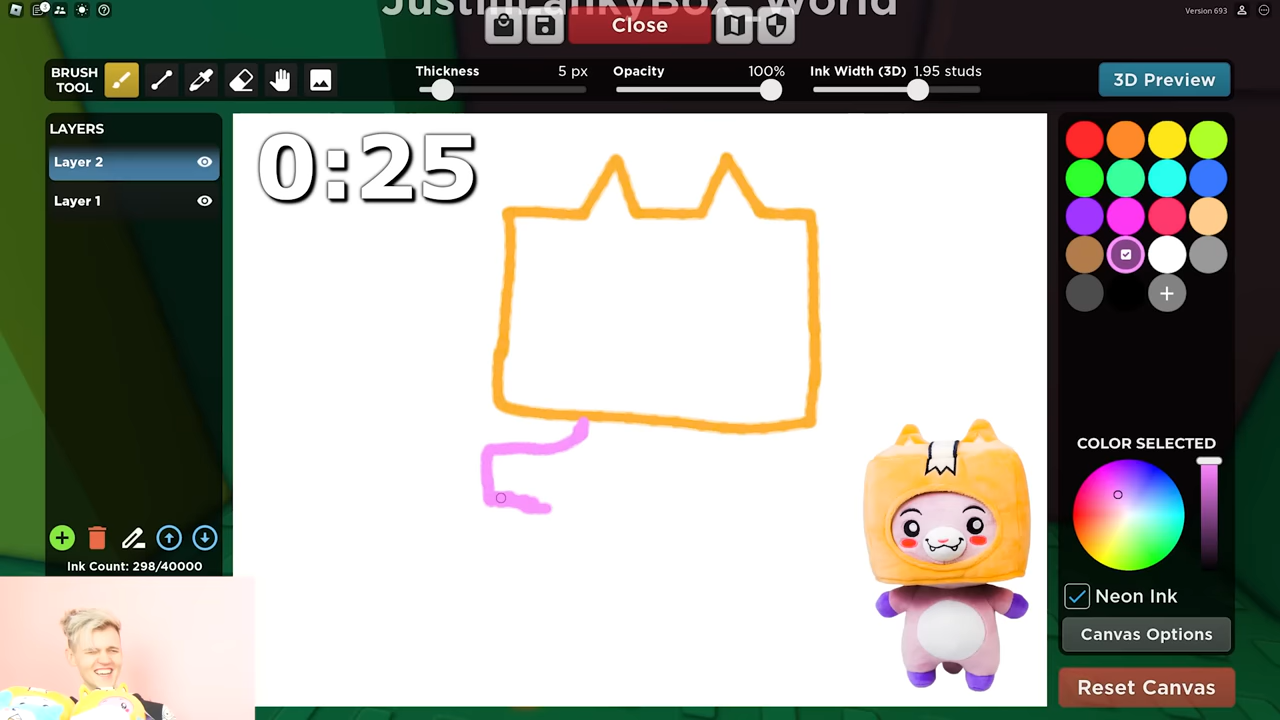 JustinLankyBox_World
Close
Version 693
BRUSH
TOOL
Thickness 5 px
Opacity 100%
Ink Width (3D) 1.95 studs
3D Preview
LAYERS
Layer 2
Layer 1
0:25
COLOR SELECTED
Ink Count: 298/40000
Neon Ink
Canvas Options
Reset Canvas